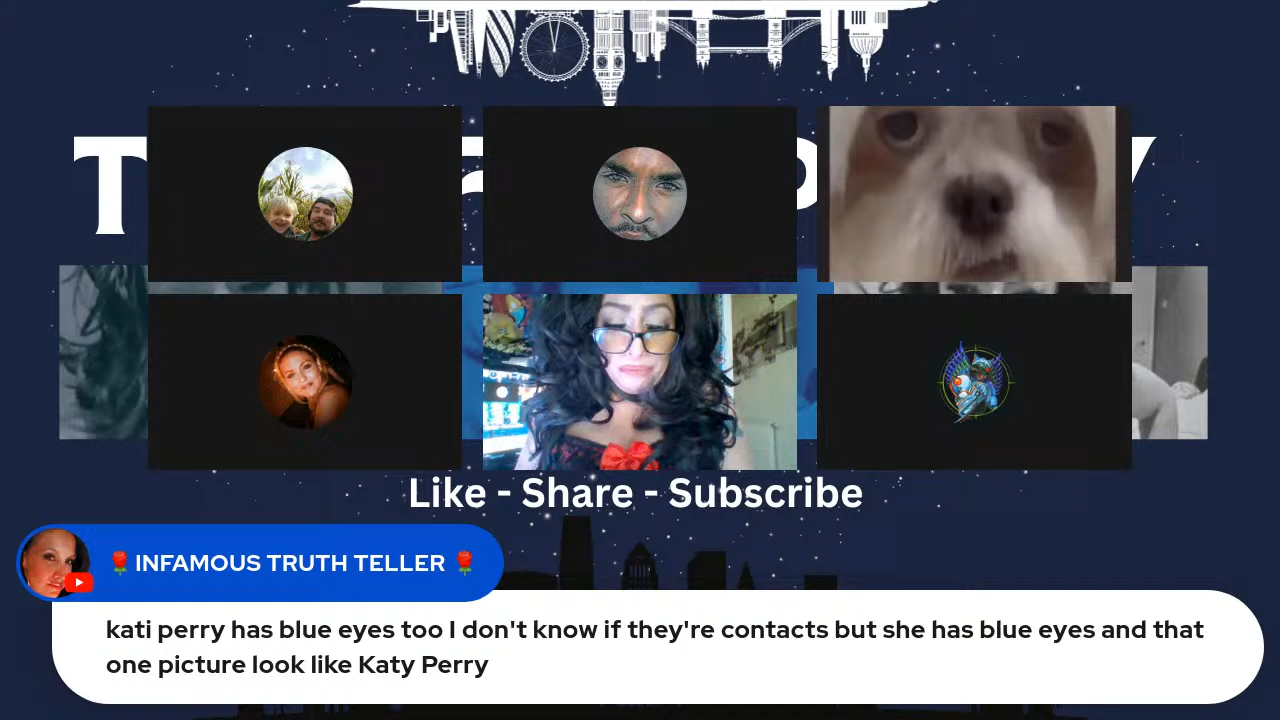 Like - Share - Subscribe
🌹INFAMOUS TRUTH TELLER 🌹
kati perry has blue eyes too I don't know if they're contacts but she has blue eyes and that
one picture look like Katy Perry